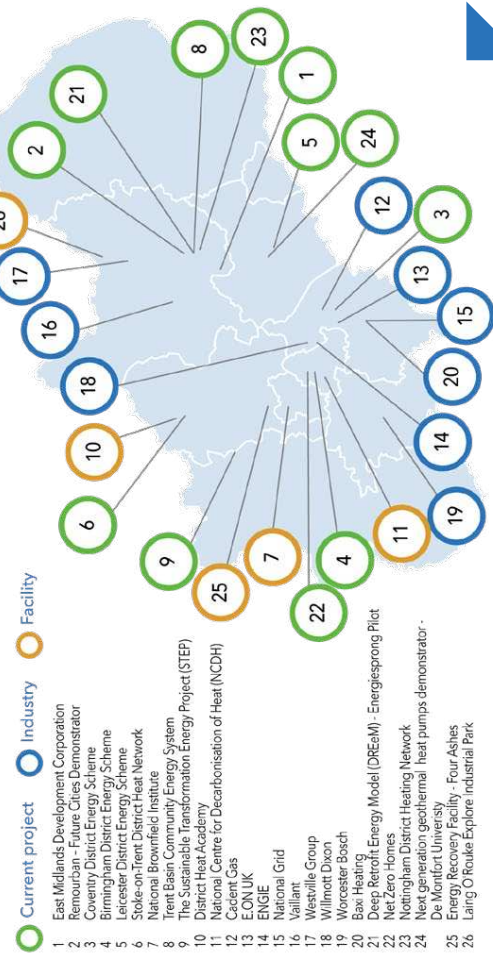 Current project
Industry
Facility
1 East Midlands Development Corporation
2 Remourban - Future Cities Demonstrator
3 Coventry District Energy Scheme
4 Birmingham District Energy Scheme
5 Leicester District Energy Scheme
6 Stoke-on-Trent District Heat Network
7 National Brownfield Institute
8 Trent Basin Community Energy System
9 The Sustainable Transformation Energy Project (STEP)
10 District Heat Academy
11 National Centre for Decarbonisation of Heat (NCDH)
12 Cadent Gas
13 E.ON UK
14 ENGIE
15 National Grid
16 Vaillant
17 Westville Group
18 Willmott Dixon
19 Worcester Bosch
20 Baxi Heating
21 Deep Retrofit Energy Model (DREeM) - Energiesprong Pilot
22 Net Zero Homes
23 Nottingham District Heating Network
24 Next generation geothermal heat pumps demonstrator -
De Montfort Univeristy
25 Energy Recovery Facility - Four Ashes
26 Laing O'Rouke Explore Industrial Park
6
10
18
16
17
26
2
21
8
23
1
5
24
12
3
13
15
20
14
19
11
4
22
7
25
9